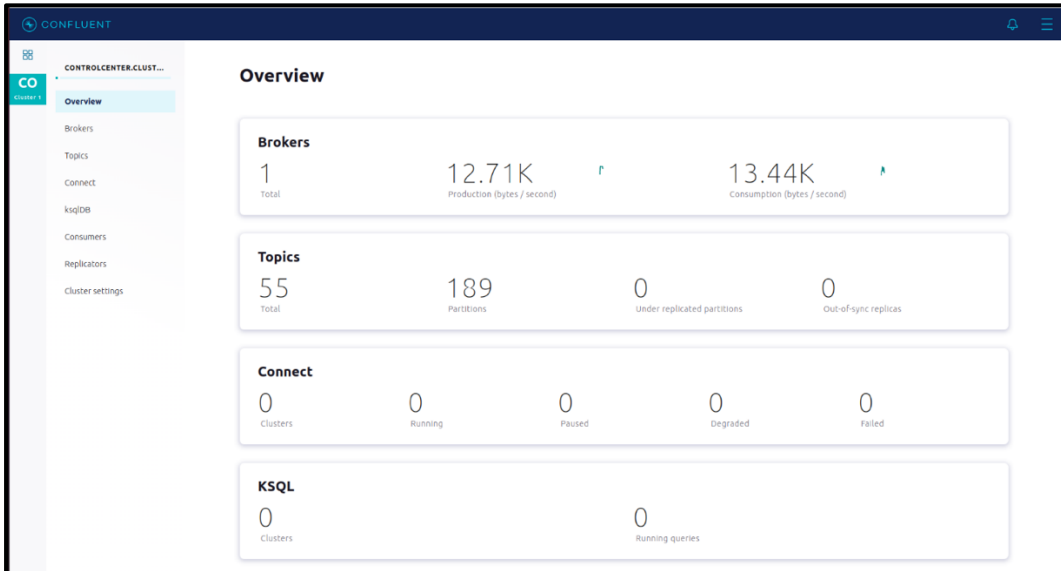 CONFLUENT
CO
Cluster 1
CONTROLCENTER.CLUST...
Overview
Brokers
Topics
Connect
ksqlDB
Consumers
Replicators
Cluster settings
Overview
Brokers
1 12.71K 13.44K
Total Production (bytes / second) Consumption (bytes / second)
Topics
55 189 0 0
Total Partitions Under replicated partitions Out-of-sync replicas
Connect
0 0 0 0 0
Clusters Running Paused Degraded Failed
KSQL
0 0
Clusters Running queries